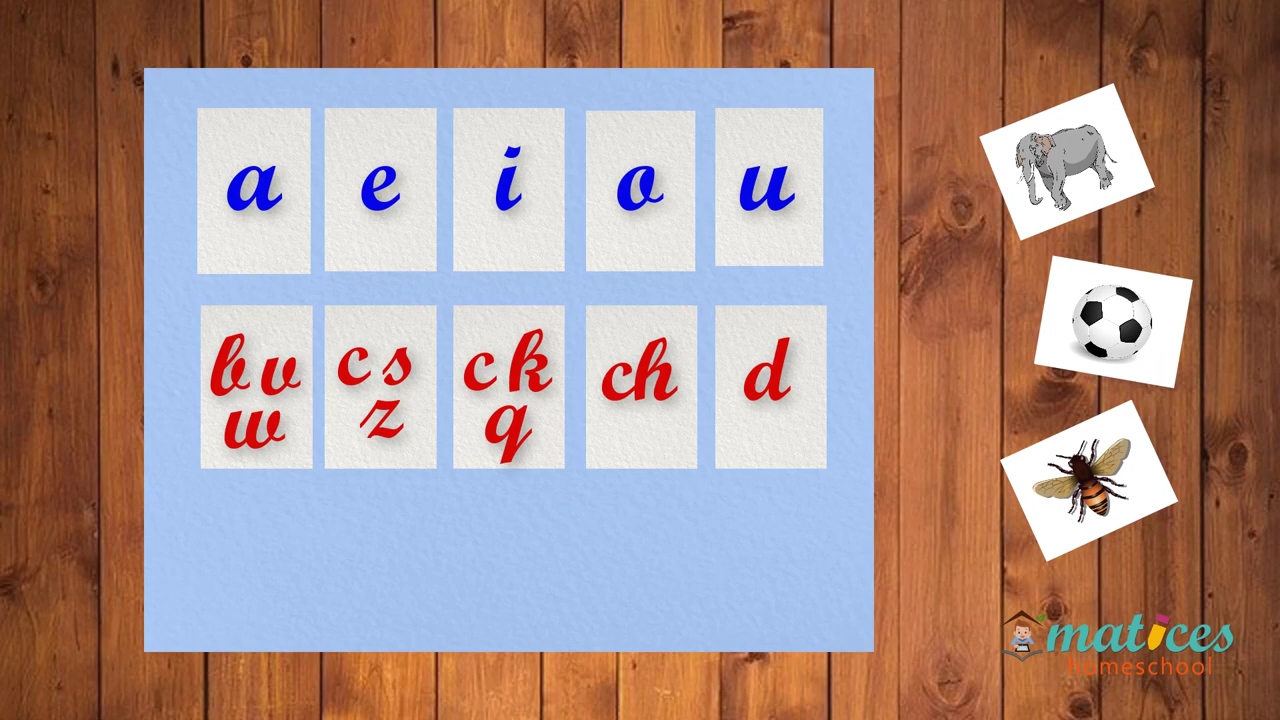 a e i o u
b v c s c k ch d
w z q
matices
homeschool